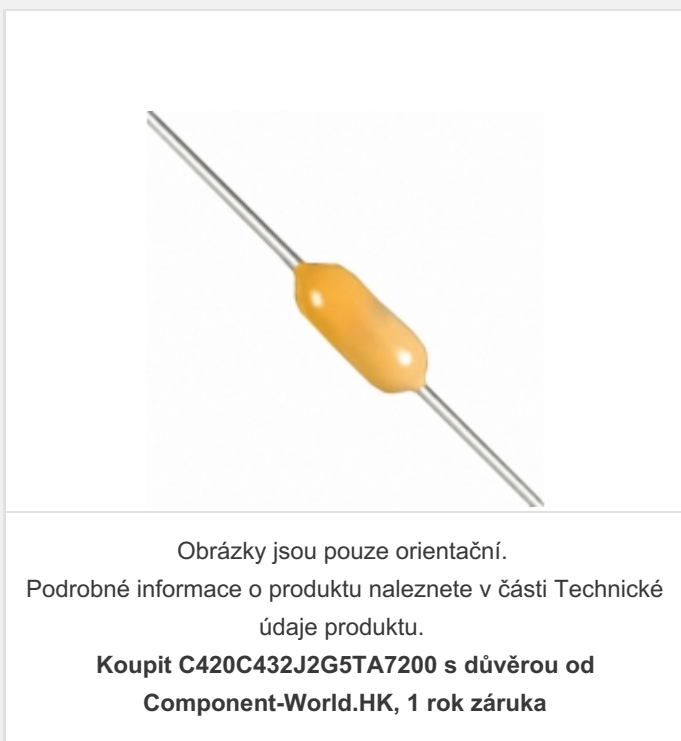 Obrázky jsou pouze orientační.
Podrobné informace o produktu naleznete v části Technické
údaje produktu.
Koupit C420C432J2G5TA7200 s důvěrou od
Component-World.HK, 1 rok záruka